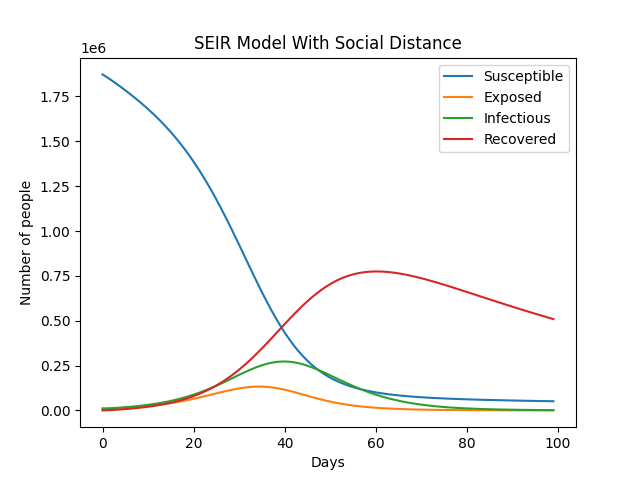 SEIR Model With Social Distance
1e6
Susceptible
Exposed
Infectious
Recovered
Number of people
1.75
1.50
1.25
1.00
0.75
0.50
0.25
0.00
0 20 40 60 80 100
Days